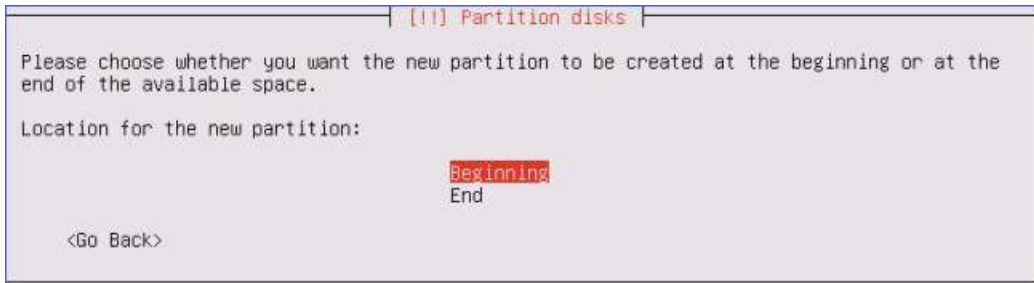 [!!] Partition disks
Please choose whether you want the new partition to be created at the beginning or at the
end of the available space.
Location for the new partition:
Beginning
End
<Go Back>